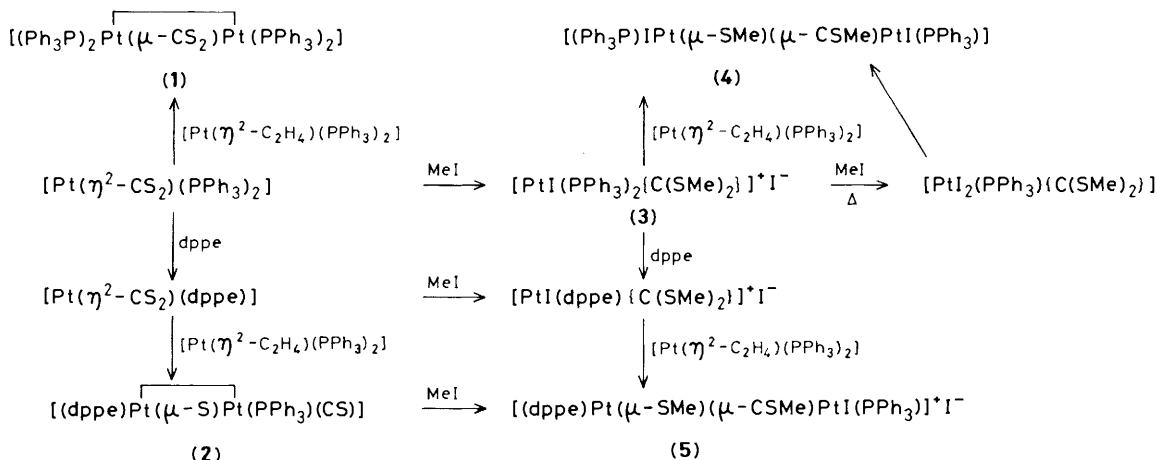 [(Ph₃P)₂Pt(μ-CS₂)Pt(PPh₃)₂]
(1)
[(Ph₃P)IPt(μ-SMe)(μ-CSMe)PtI(PPh₃)]
(4)
[Pt(η²-C₂H₄)(PPh₃)₂]
[Pt(η²-C₂H₄)(PPh₃)₂]
[Pt(η²-CS₂)(PPh₃)₂]
MeI
[PtI(PPh₃)₂{C(SMe)₂}]⁺I⁻
(3)
MeI
Δ
[PtI₂(PPh₃){C(SMe)₂}]
dppe
dppe
[Pt(η²-CS₂)(dppe)]
MeI
[PtI(dppe){C(SMe)₂}]⁺I⁻
[Pt(η²-C₂H₄)(PPh₃)₂]
[Pt(η²-C₂H₄)(PPh₃)₂]
[(dppe)Pt(μ-S)Pt(PPh₃)(CS)]
(2)
MeI
[(dppe)Pt(μ-SMe)(μ-CSMe)PtI(PPh₃)]⁺I⁻
(5)